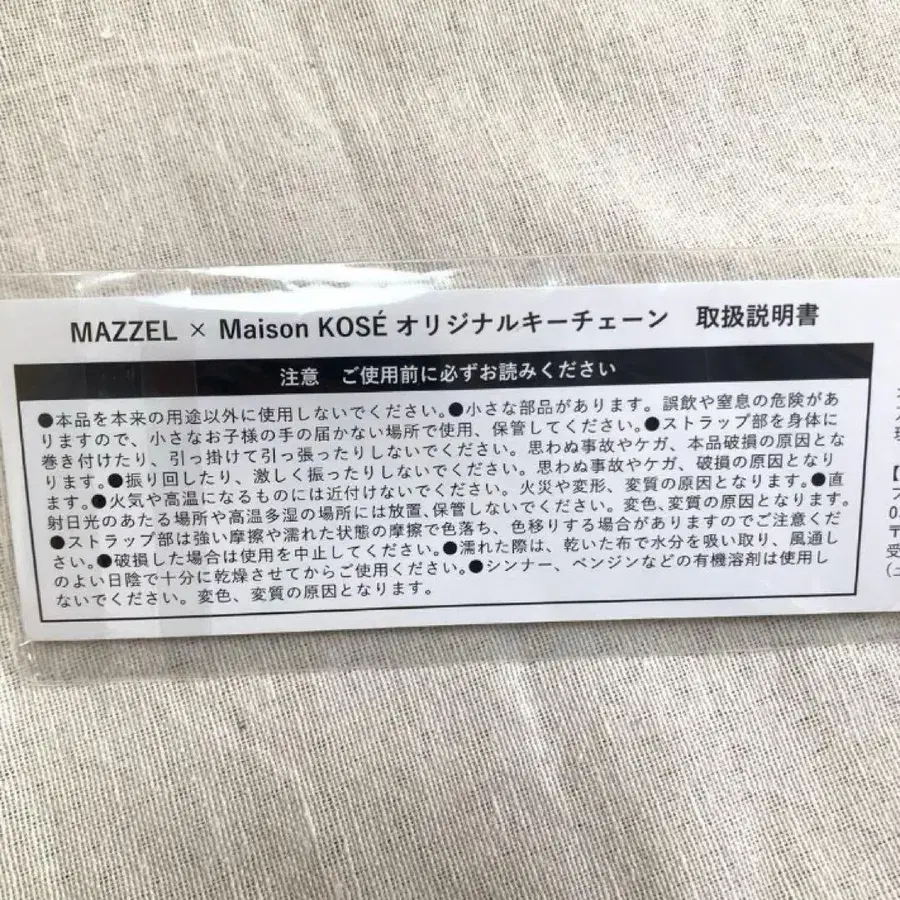 MAZZEL × Maison KOSÉ オリジナルキーチェーン 取扱説明書
注意 ご使用前に必ずお読みください
●本品を本来の用途以外に使用しないでください。●小さな部品があります。誤飲や窒息の危険があ
りますので、小さなお子様の手の届かない場所で使用、保管してください。●ストラップ部を身体に
巻き付けたり、引っ掛けて引っ張ったりしないでください。思わぬ事故やケガ、本品破損の原因とな
ります。●振り回したり、激しく振ったりしないでください。思わぬ事故やケガ、破損の原因となり
ます。●火気や高温になるものには近付けないでください。火災や変形、変質の原因となります。●直
射日光のあたる場所や高温多湿の場所には放置、保管しないでください。変色、変質の原因となります。
●ストラップ部は強い摩擦や濡れた状態の摩擦で色落ち、色移りする場合がありますのでご注意くだ
さい。●破損した場合は使用を中止してください。●濡れた際は、乾いた布で水分を吸い取り、風通し
のよい日陰で十分に乾燥させてからご使用ください。●シンナー、ベンジンなどの有機溶剤は使用し
ないでください。変色、変質の原因となります。